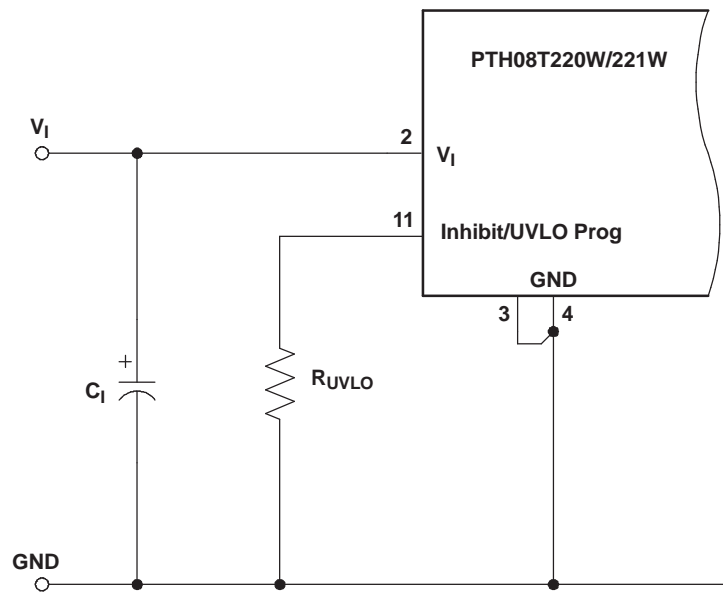 PTH08T220W/221W
V_I
2
V_I
11
Inhibit/UVLO Prog
GND
3
4
+
C_I
R_UVLO
GND